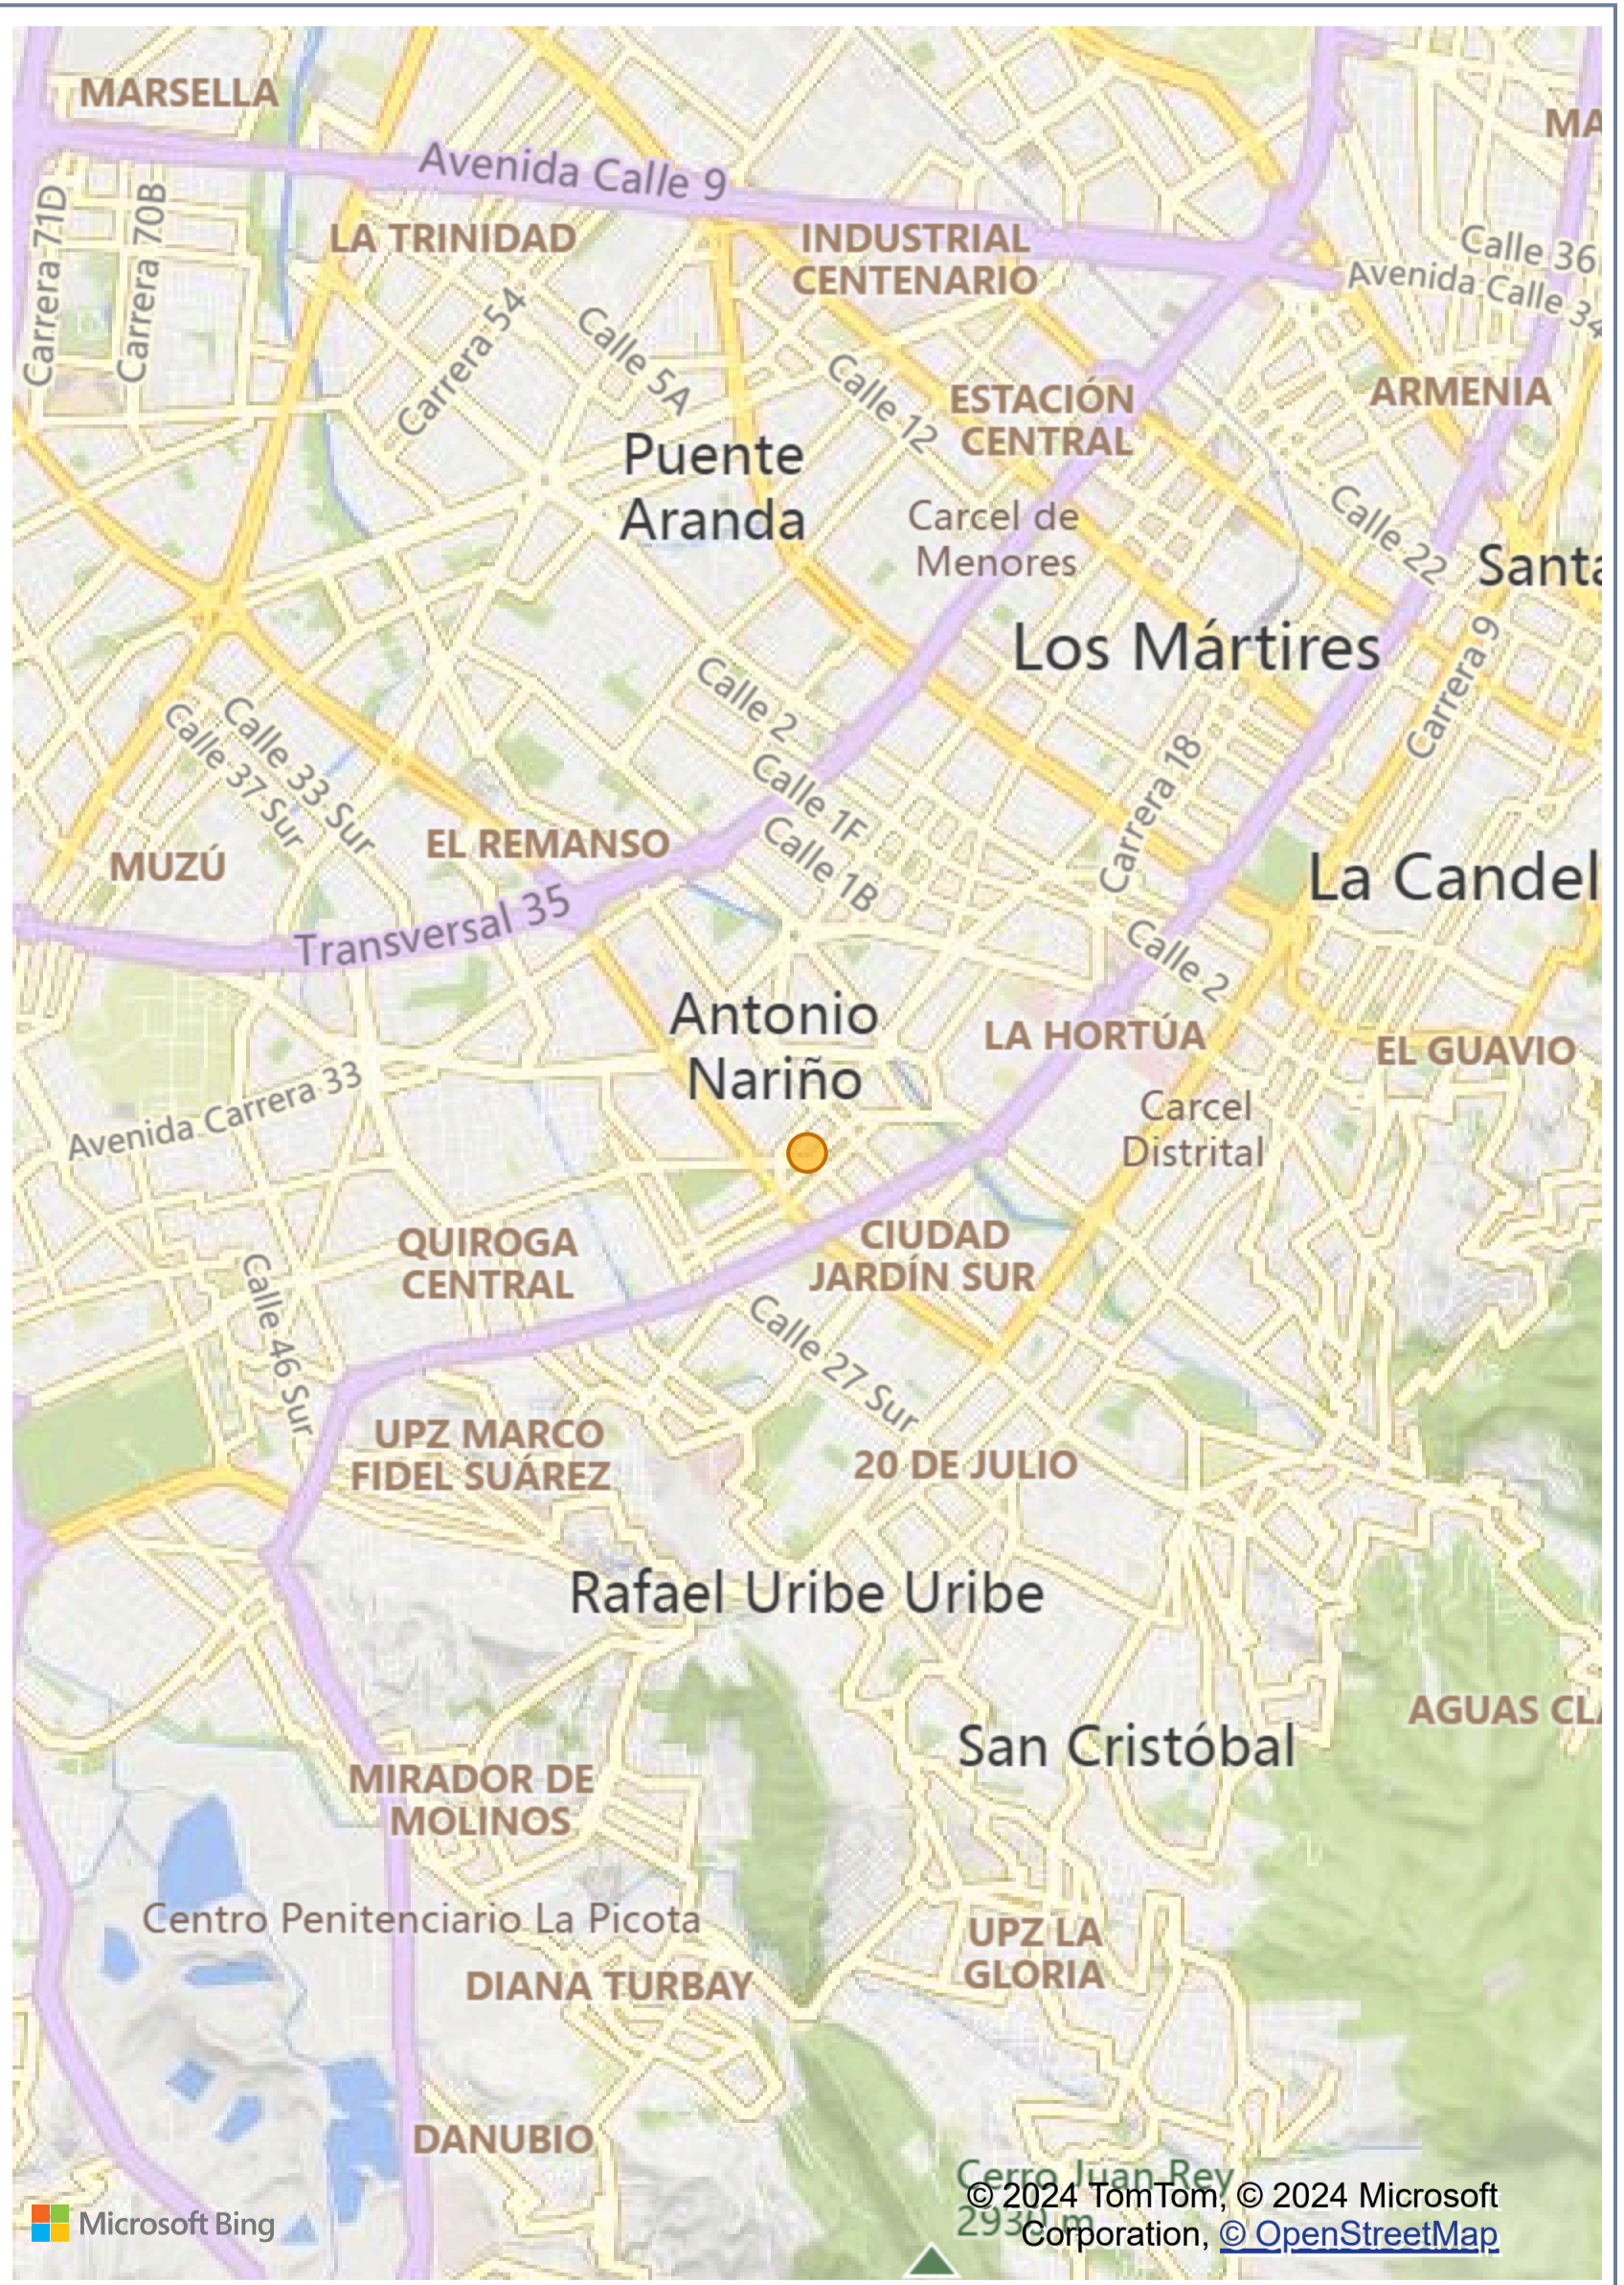 MARSELLA
MA
Avenida Calle 9
Carrera 71D
Carrera 70B
LA TRINIDAD
INDUSTRIAL
CENTENARIO
Calle 36
Avenida Calle 34
Carrera 54
Calle 5A
Calle 12
ESTACIÓN
CENTRAL
ARMENIA
Puente
Aranda
Carcel de
Menores
Calle 22
Santa
Los Mártires
Carrera 9
Calle 2
Calle 33 Sur
Calle 37 Sur
Calle 1F
Carrera 18
Calle 1B
EL REMANSO
MUZÚ
La Candel
Transversal 35
Calle 2
Antonio
Nariño
LA HORTÚA
EL GUAVIO
Avenida Carrera 33
Carcel
Distrital
QUIROGA
CENTRAL
CIUDAD
JARDÍN SUR
Calle 46 Sur
Calle 27 Sur
UPZ MARCO
FIDEL SUÁREZ
20 DE JULIO
Rafael Uribe Uribe
AGUAS CLA
San Cristóbal
MIRADOR DE
MOLINOS
Centro Penitenciario La Picota
UPZ LA
GLORIA
DIANA TURBAY
DANUBIO
Cerro Juan Rey
2930 m
Microsoft Bing
© 2024 TomTom, © 2024 Microsoft
Corporation, © OpenStreetMap